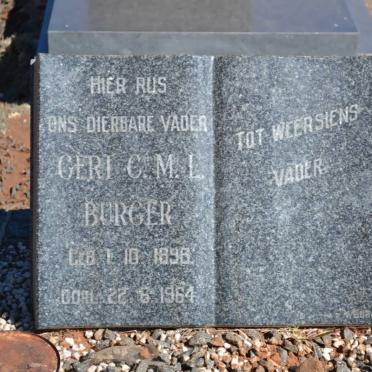 HIER RUS
ONS DIERBARE VADER
GERT C. M. L.
BURGER
GEB 1. 10. 1898
OORL. 22. 6. 1964
TOT WEERSIENS
VADER.